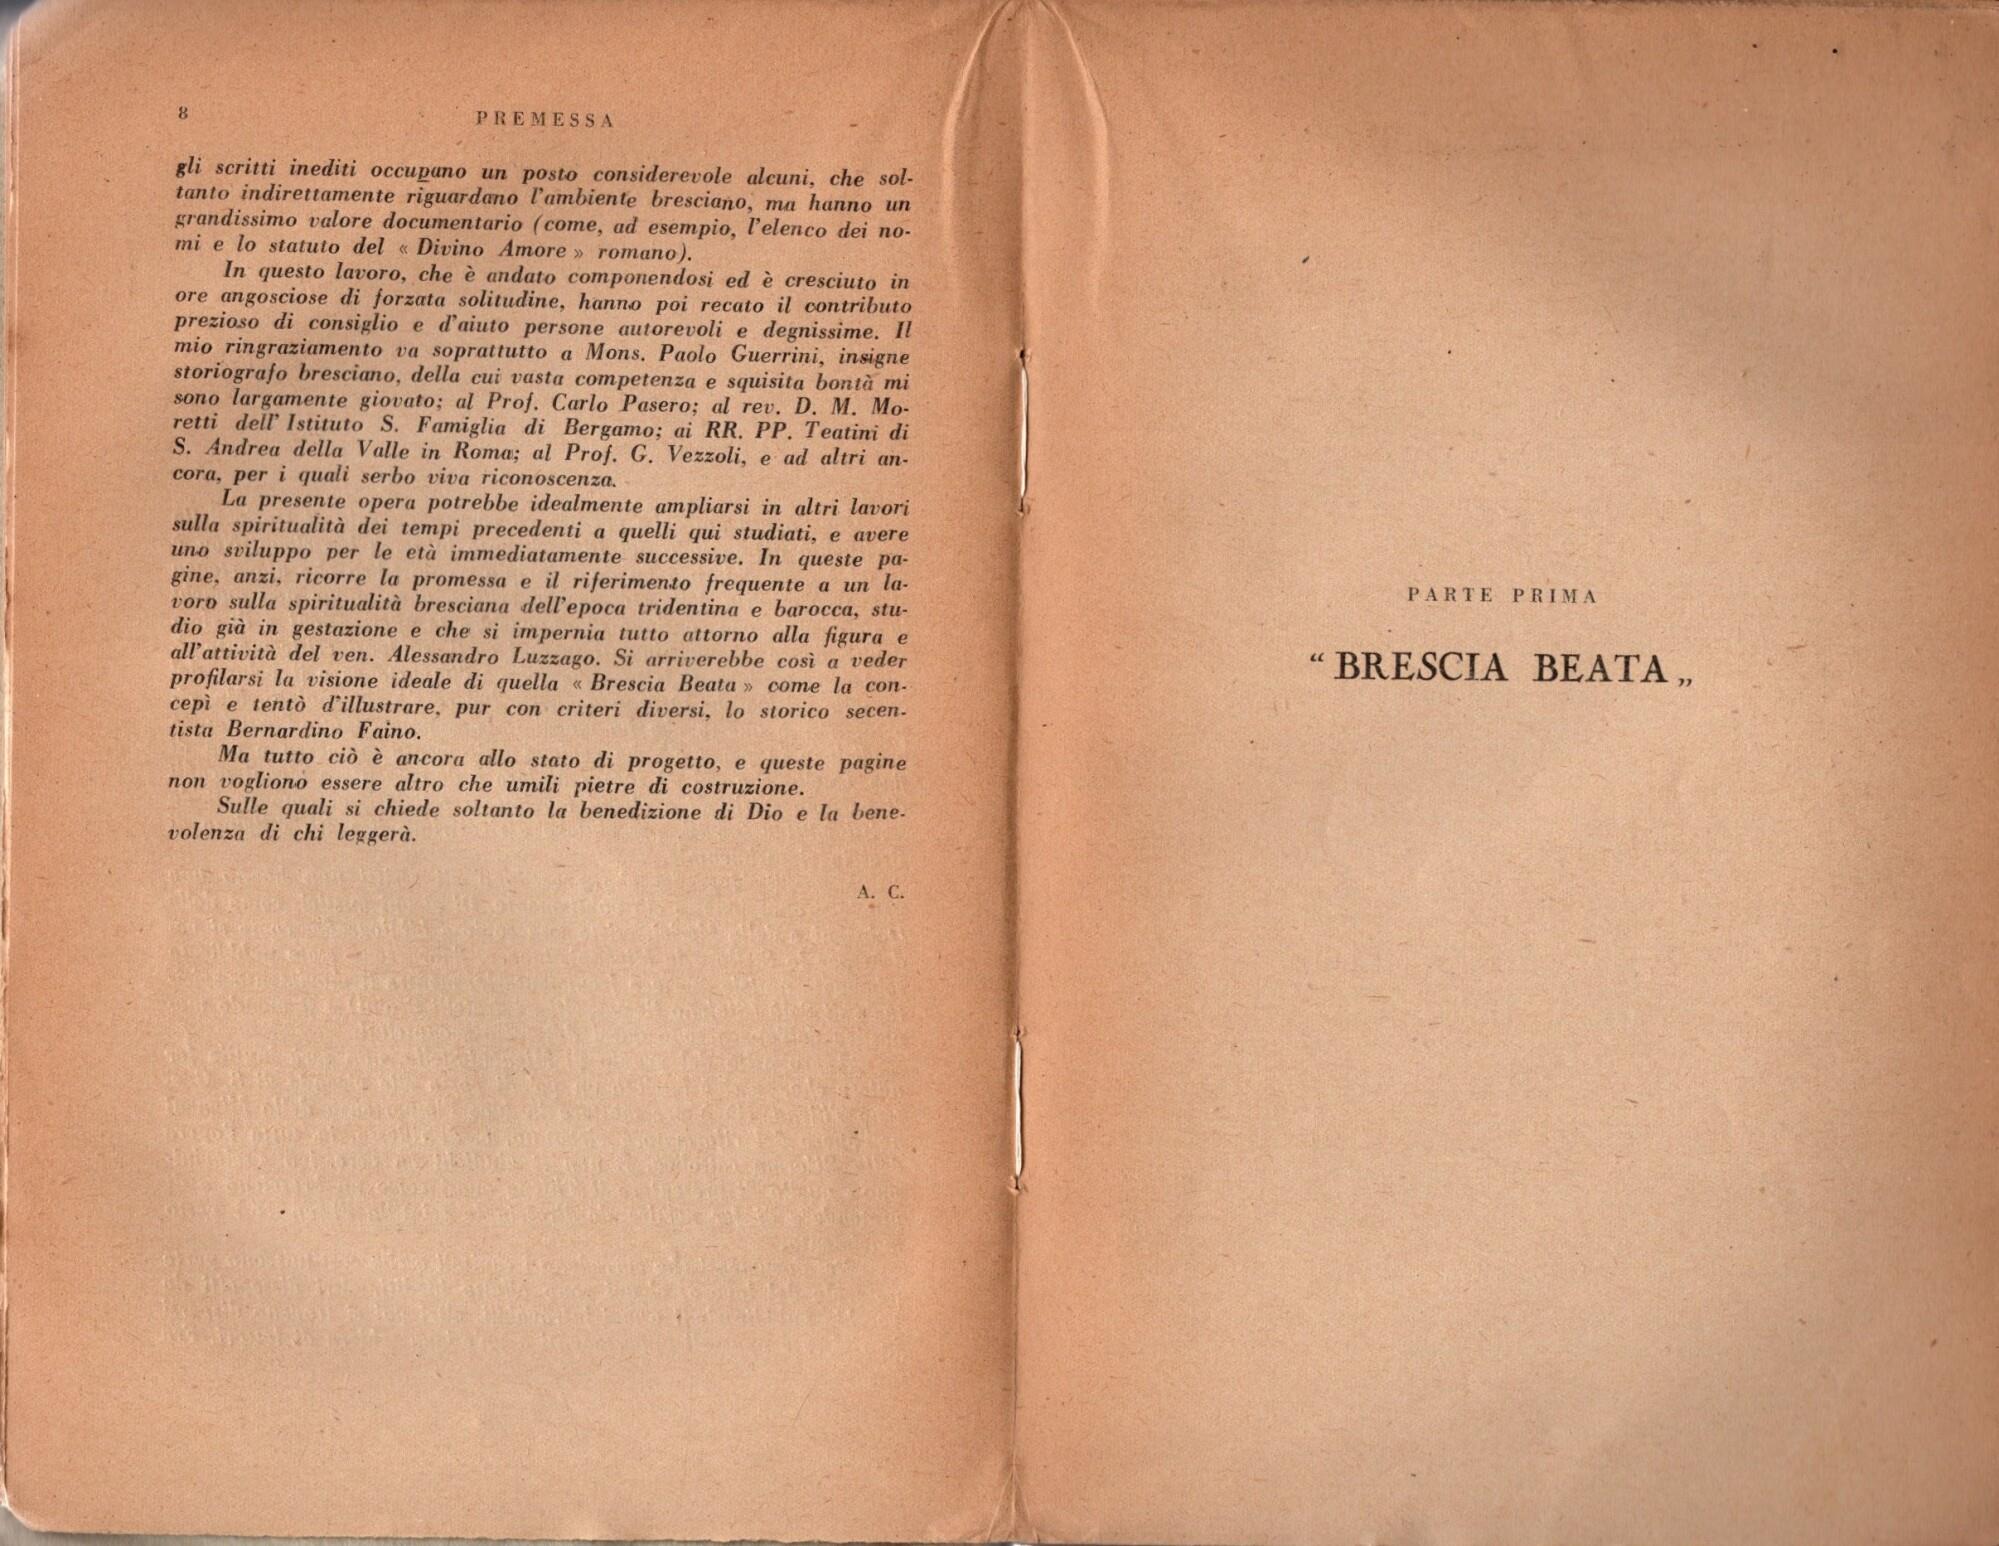 8
PREMESSA
gli scritti inediti occupano un posto considerevole alcuni, che sol-
tanto indirettamente riguardano l'ambiente bresciano, ma hanno un
grandissimo valore documentario (come, ad esempio, l'elenco dei no-
mi e lo statuto del « Divino Amore » romano).
In questo lavoro, che è andato componendosi ed è cresciuto in
ore angosciose di forzata solitudine, hanno poi recato il contributo
prezioso di consiglio e d'aiuto persone autorevoli e degnissime. Il
mio ringraziamento va soprattutto a Mons. Paolo Guerrini, insigne
storiografo bresciano, della cui vasta competenza e squisita bontà mi
sono largamente giovato; al Prof. Carlo Pasero; al rev. D. M. Mo-
retti dell'Istituto S. Famiglia di Bergamo; ai RR. PP. Teatini di
S. Andrea della Valle in Roma; al Prof. G. Vezzoli, e ad altri an-
cora, per i quali serbo viva riconoscenza.
La presente opera potrebbe idealmente ampliarsi in altri lavori
sulla spiritualità dei tempi precedenti a quelli qui studiati, e avere
uno sviluppo per le età immediatamente successive. In queste pa-
gine, anzi, ricorre la promessa e il riferimento frequente a un la-
voro sulla spiritualità bresciana dell'epoca tridentina e barocca, stu-
dio già in gestazione e che si impernia tutto attorno alla figura e
all'attività del ven. Alessandro Luzzago. Si arriverebbe così a veder
profilarsi la visione ideale di quella « Brescia Beata » come la con-
cepì e tentò d'illustrare, pur con criteri diversi, lo storico secen-
tista Bernardino Faino.
Ma tutto ciò è ancora allo stato di progetto, e queste pagine
non vogliono essere altro che umili pietre di costruzione.
Sulle quali si chiede soltanto la benedizione di Dio e la bene-
volenza di chi leggerà.
A. C.
PARTE PRIMA
“BRESCIA BEATA„